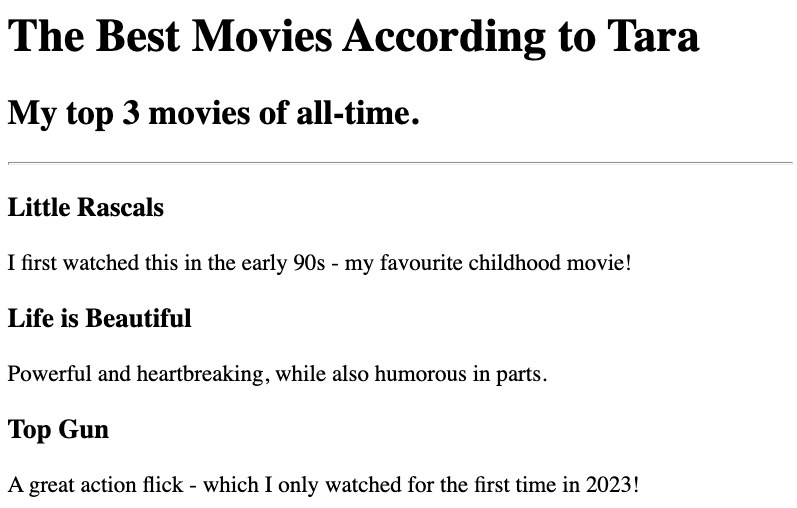 The Best Movies According to Tara
My top 3 movies of all-time.
Little Rascals
I first watched this in the early 90s - my favourite childhood movie!
Life is Beautiful
Powerful and heartbreaking, while also humorous in parts.
Top Gun
A great action flick - which I only watched for the first time in 2023!